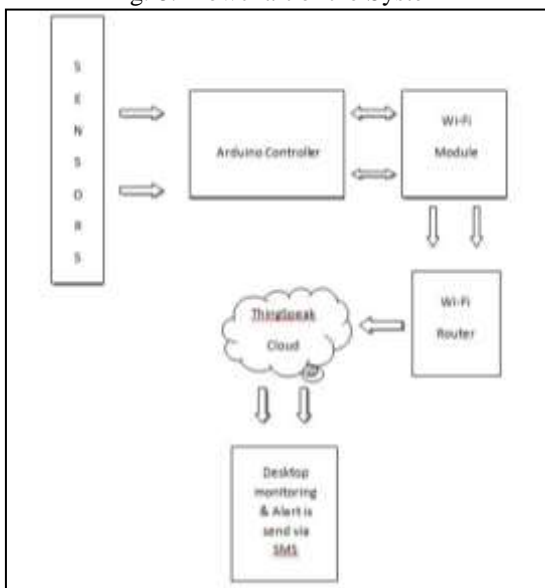 S
E
N
S
O
R
S
Arduino Controller
Wi-Fi
Module
Wi-Fi
Router
ThingSpeak
Cloud
Desktop
monitoring
& Alert is
send via
SMS